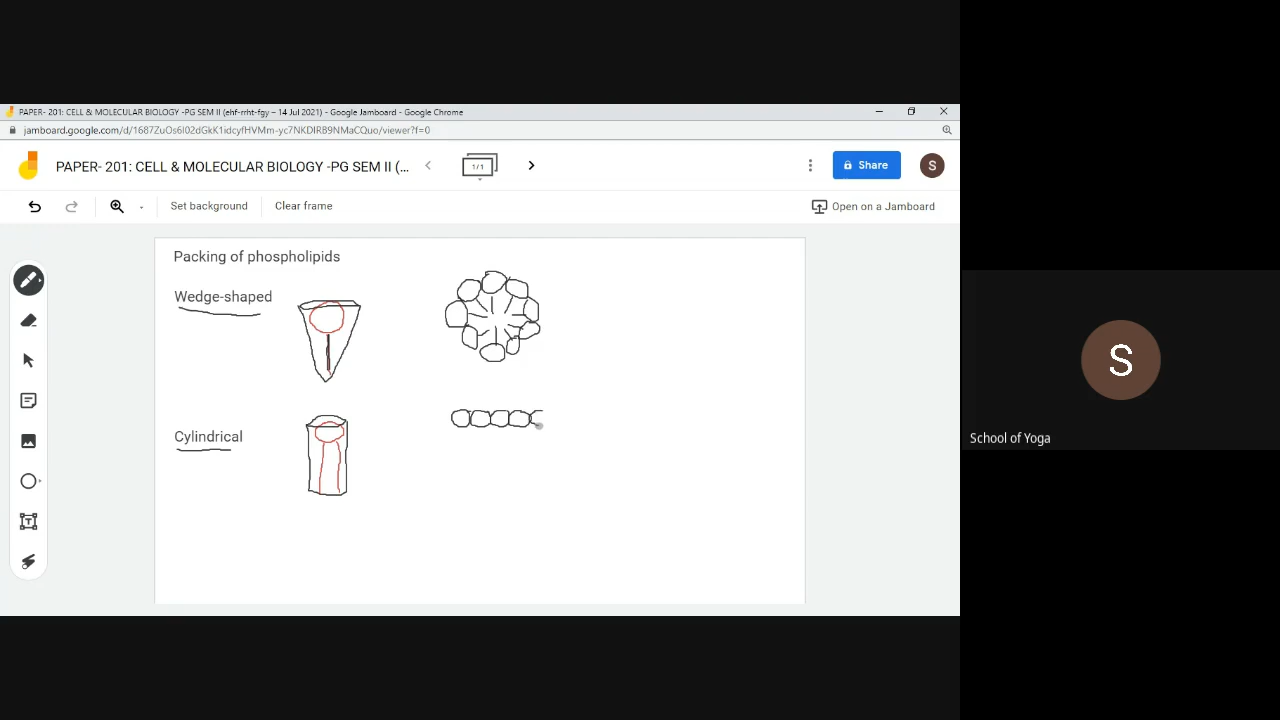 PAPER- 201: CELL & MOLECULAR BIOLOGY -PG SEM II (ehf-rrht-fgy – 14 Jul 2021) - Google Jamboard - Google Chrome
jamboard.google.com/d/1687ZuOs6I02dGkK1idcyfHVMm-yc7NKDIRB9NMaCQuo/viewer?f=0
PAPER- 201: CELL & MOLECULAR BIOLOGY -PG SEM II (...
1/1
Share
S
Set background
Clear frame
Open on a Jamboard
Packing of phospholipids
Wedge-shaped
Cylindrical
S
School of Yoga